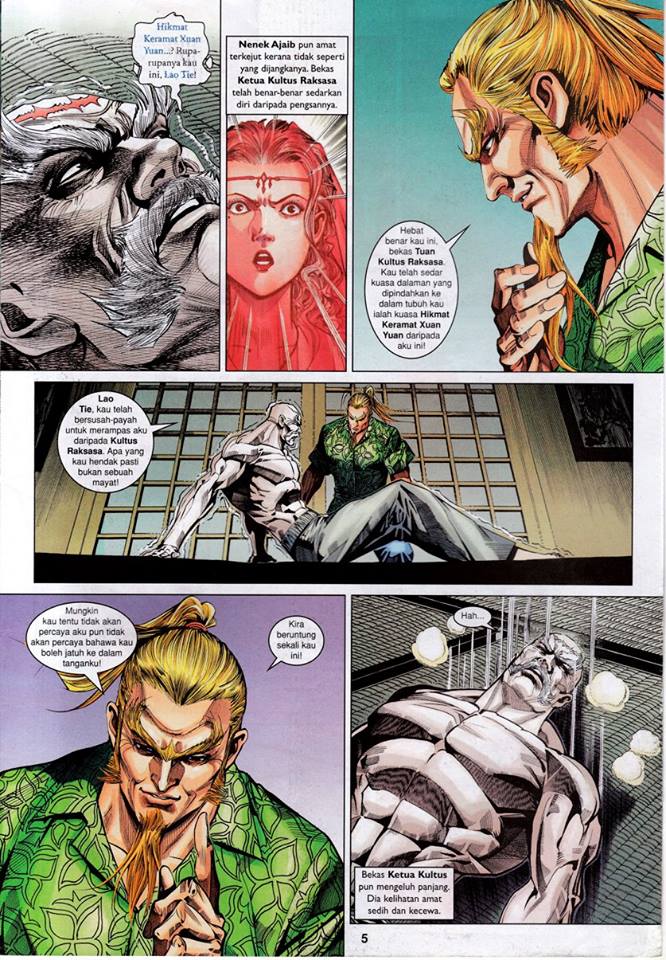 Hikmat
Keramat Xuan
Yuan...? Rupa-
rupanya kau
ini, Lao Tie!
Nenek Ajaib pun amat
terkejut kerana tidak seperti
yang dijangkanya. Bekas
Ketua Kultus Raksasa
telah benar-benar sedarkan
diri daripada pengsannya.
Hebat
benar kau ini,
bekas Tuan
Kultus Raksasa.
Kau telah sedar
kuasa dalaman yang
dipindahkan ke
dalam tubuh kau
ialah kuasa Hikmat
Keramat Xuan
Yuan daripada
aku ini!
Lao
Tie, kau telah
bersusah-payah
untuk merampas aku
daripada Kultus
Raksasa. Apa yang
kau hendak pasti
bukan sebuah
mayat!
Mungkin
kau tentu tidak akan
percaya aku pun tidak
akan percaya bahawa kau
boleh jatuh ke dalam
tanganku!
Kira
beruntung
sekali kau
ini!
Hah...
Bekas Ketua Kultus
pun mengeluh panjang.
Dia kelihatan amat
sedih dan kecewa.
5